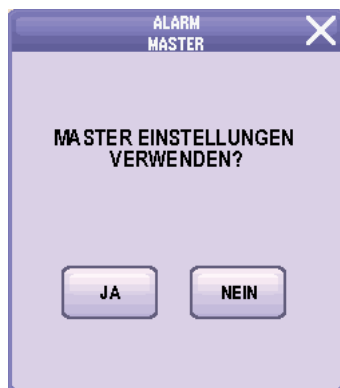 ALARM
MASTER
MASTER EINSTELLUNGEN
VERWENDEN?
JA
NEIN